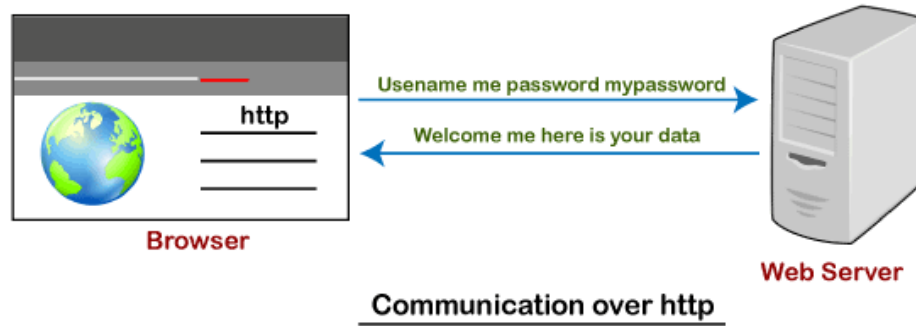 Usename me password mypassword
http
Welcome me here is your data
Browser
Web Server
Communication over http